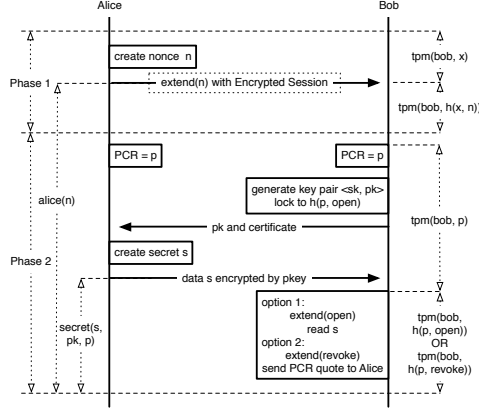 Alice
Bob
create nonce n
tpm(bob, x)
Phase 1
extend(n) with Encrypted Session
tpm(bob, h(x, n))
PCR = p
PCR = p
generate key pair <sk, pk>
lock to h(p, open)
alice(n)
tpm(bob, p)
pk and certificate
create secret s
Phase 2
data s encrypted by pkey
option 1:
extend(open)
read s
option 2:
extend(revoke)
send PCR quote to Alice
secret(s,
pk, p)
tpm(bob,
h(p, open))
OR
tpm(bob,
h(p, revoke))